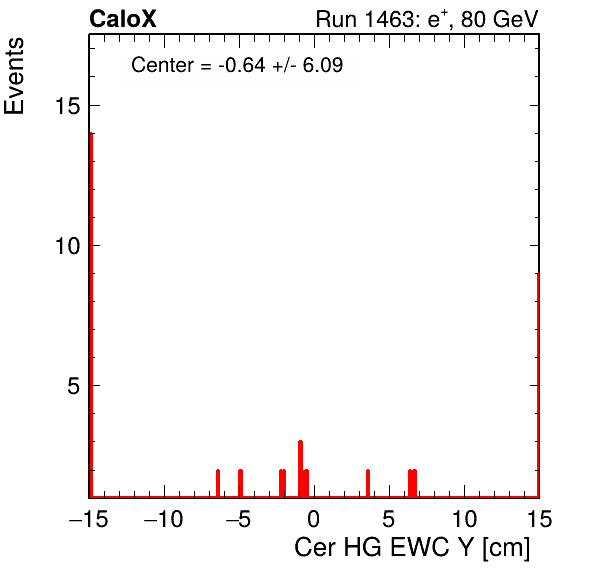 CaloX Run 1463: e⁺, 80 GeV
Center = -0.64 +/- 6.09
Events
15
10
5
−15 −10 −5 0 5 10 15
Cer HG EWC Y [cm]